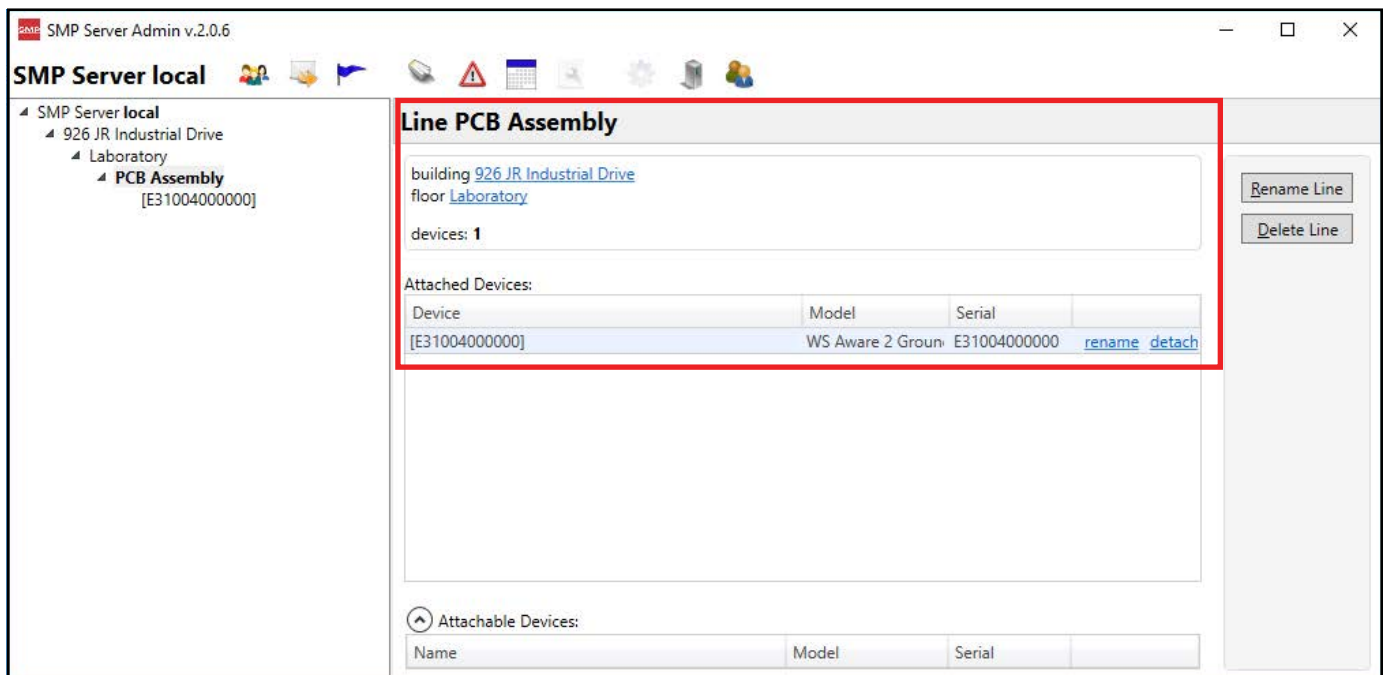 SMP SMP Server Admin v.2.0.6
SMP Server local
SMP Server local
926 JR Industrial Drive
Laboratory
PCB Assembly
[E31004000000]
Line PCB Assembly
building 926 JR Industrial Drive
floor Laboratory
devices: 1
Rename Line
Delete Line
Attached Devices:
Device Model Serial
[E31004000000] WS Aware 2 Groun E31004000000 rename detach
Attachable Devices:
Name Model Serial